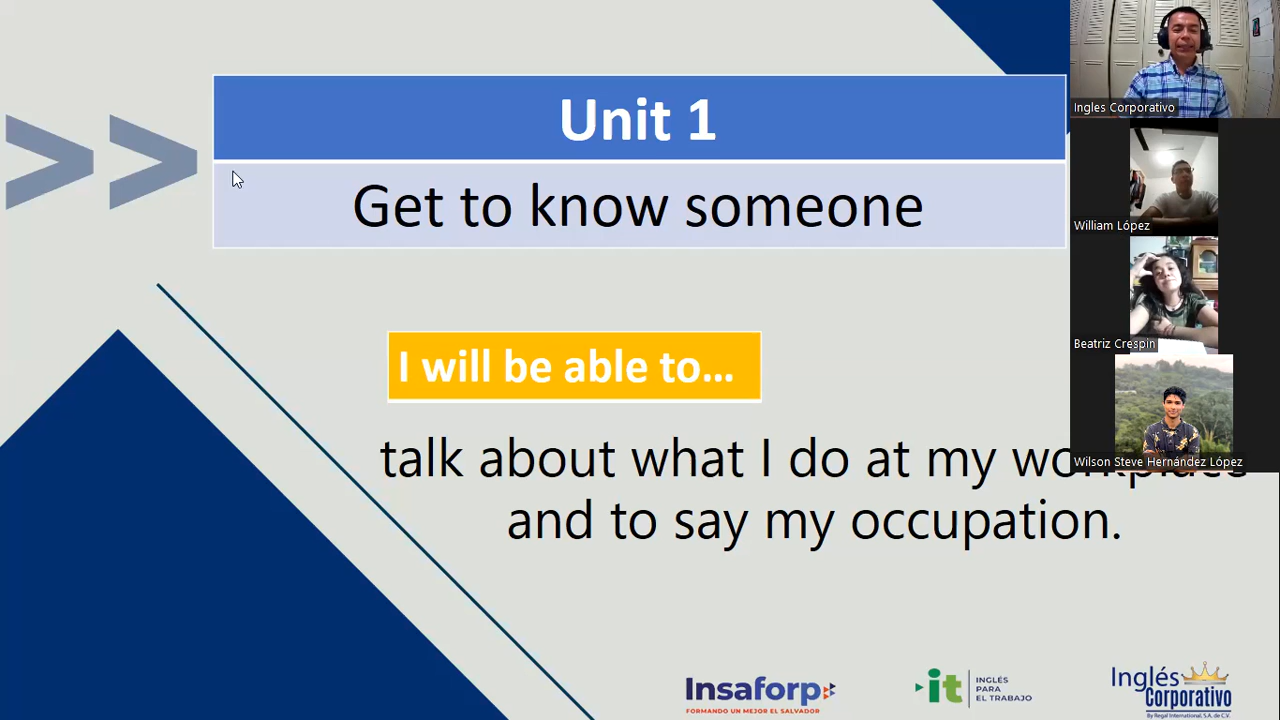 Unit 1
Get to know someone
I will be able to...
talk about what I do at my workplace
and to say my occupation.
Ingles Corporativo
William López
Beatriz Crespin
Wilson Steve Hernández López
Insaforp
FORMANDO UN MEJOR EL SALVADOR
it
INGLÉS
PARA
EL TRABAJO
Inglés
Corporativo
By Regal International, S.A. de C.V.